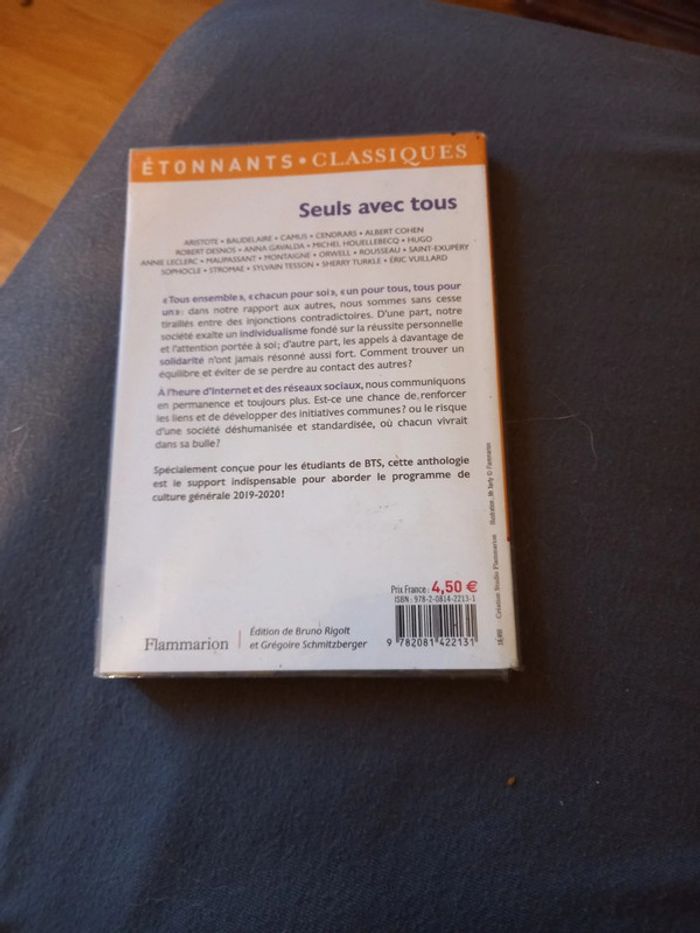 ÉTONNANTS • CLASSIQUES
Seuls avec tous
ARISTOTE • BAUDELAIRE • CAMUS • CENDRARS • ALBERT COHEN
ROBERT DESNOS • ANNA GAVALDA • MICHEL HOUELLEBECQ • HUGO
ANNIE LECLERC • MAUPASSANT • MONTAIGNE • ORWELL • ROUSSEAU • SAINT-EXUPÉRY
SOPHOCLE • STROMAE • SYLVAIN TESSON • SHERRY TURKLE • ÉRIC VUILLARD
« Tous ensemble », « chacun pour soi », « un pour tous, tous pour
un » : dans notre rapport aux autres, nous sommes sans cesse
tiraillés entre des injonctions contradictoires. D'une part, notre
société exalte un individualisme fondé sur la réussite personnelle
et l'attention portée à soi ; d'autre part, les appels à davantage de
solidarité n'ont jamais résonné aussi fort. Comment trouver un
équilibre et éviter de se perdre au contact des autres ?
À l'heure d'Internet et des réseaux sociaux, nous communiquons
en permanence et toujours plus. Est-ce une chance de renforcer
les liens et de développer des initiatives communes ? ou le risque
d'une société déshumanisée et standardisée, où chacun vivrait
dans sa bulle ?
Spécialement conçue pour les étudiants de BTS, cette anthologie
est le support indispensable pour aborder le programme de
culture générale 2019-2020 !
Prix France : 4,50 €
ISBN : 978-2-0814-2213-1
9 782081 422131
Flammarion
Édition de Bruno Rigolt
et Grégoire Schmitzberger
Création Studio Flammarion
© Flammarion